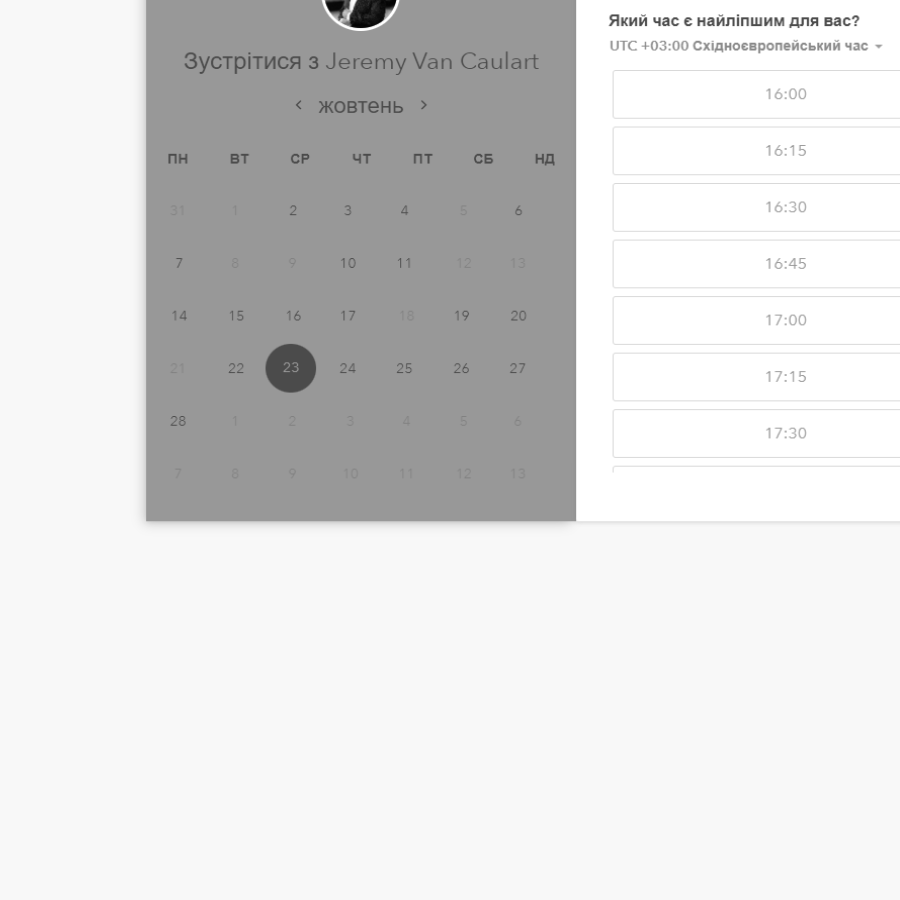 Зустрітися з Jeremy Van Caulart
‹ жовтень ›
ПН ВТ СР ЧТ ПТ СБ НД
31 1 2 3 4 5 6
7 8 9 10 11 12 13
14 15 16 17 18 19 20
21 22 23 24 25 26 27
28 1 2 3 4 5 6
7 8 9 10 11 12 13
Який час є найліпшим для вас?
UTC +03:00 Східноєвропейський час
16:00
16:15
16:30
16:45
17:00
17:15
17:30